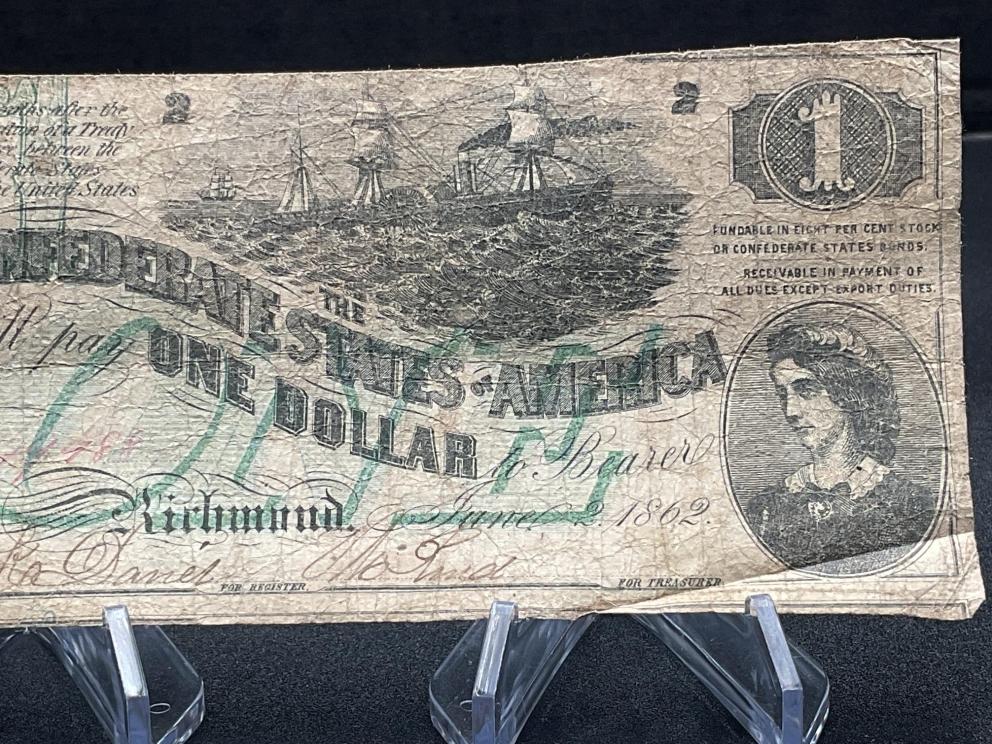 after the
of a Treaty
between the
States
United States
2
2
1
FUNDABLE IN EIGHT PER CENT STOCK
OR CONFEDERATE STATES BONDS.
RECEIVABLE IN PAYMENT OF
ALL DUES EXCEPT EXPORT DUTIES.
NFEDERATE
THE
STATES OF AMERICA
pay
ONE DOLLAR
to Bearer
Richmond.
June 2 1862.
FOR REGISTER.
FOR TREASURER